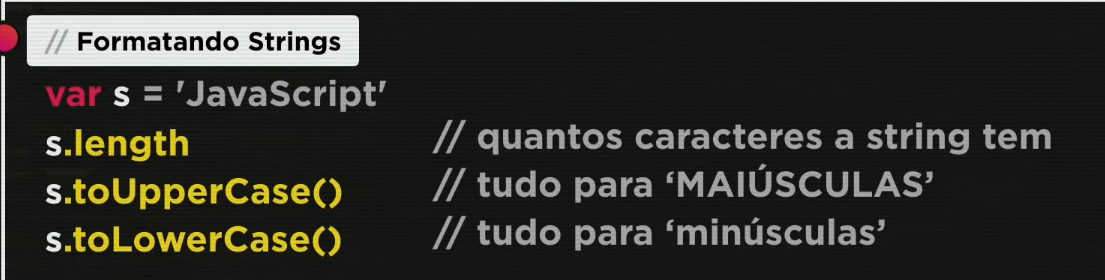 // Formatando Strings
var s = 'JavaScript'
s.length // quantos caracteres a string tem
s.toUpperCase() // tudo para ‘MAIÚSCULAS’
s.toLowerCase() // tudo para ‘minúsculas’